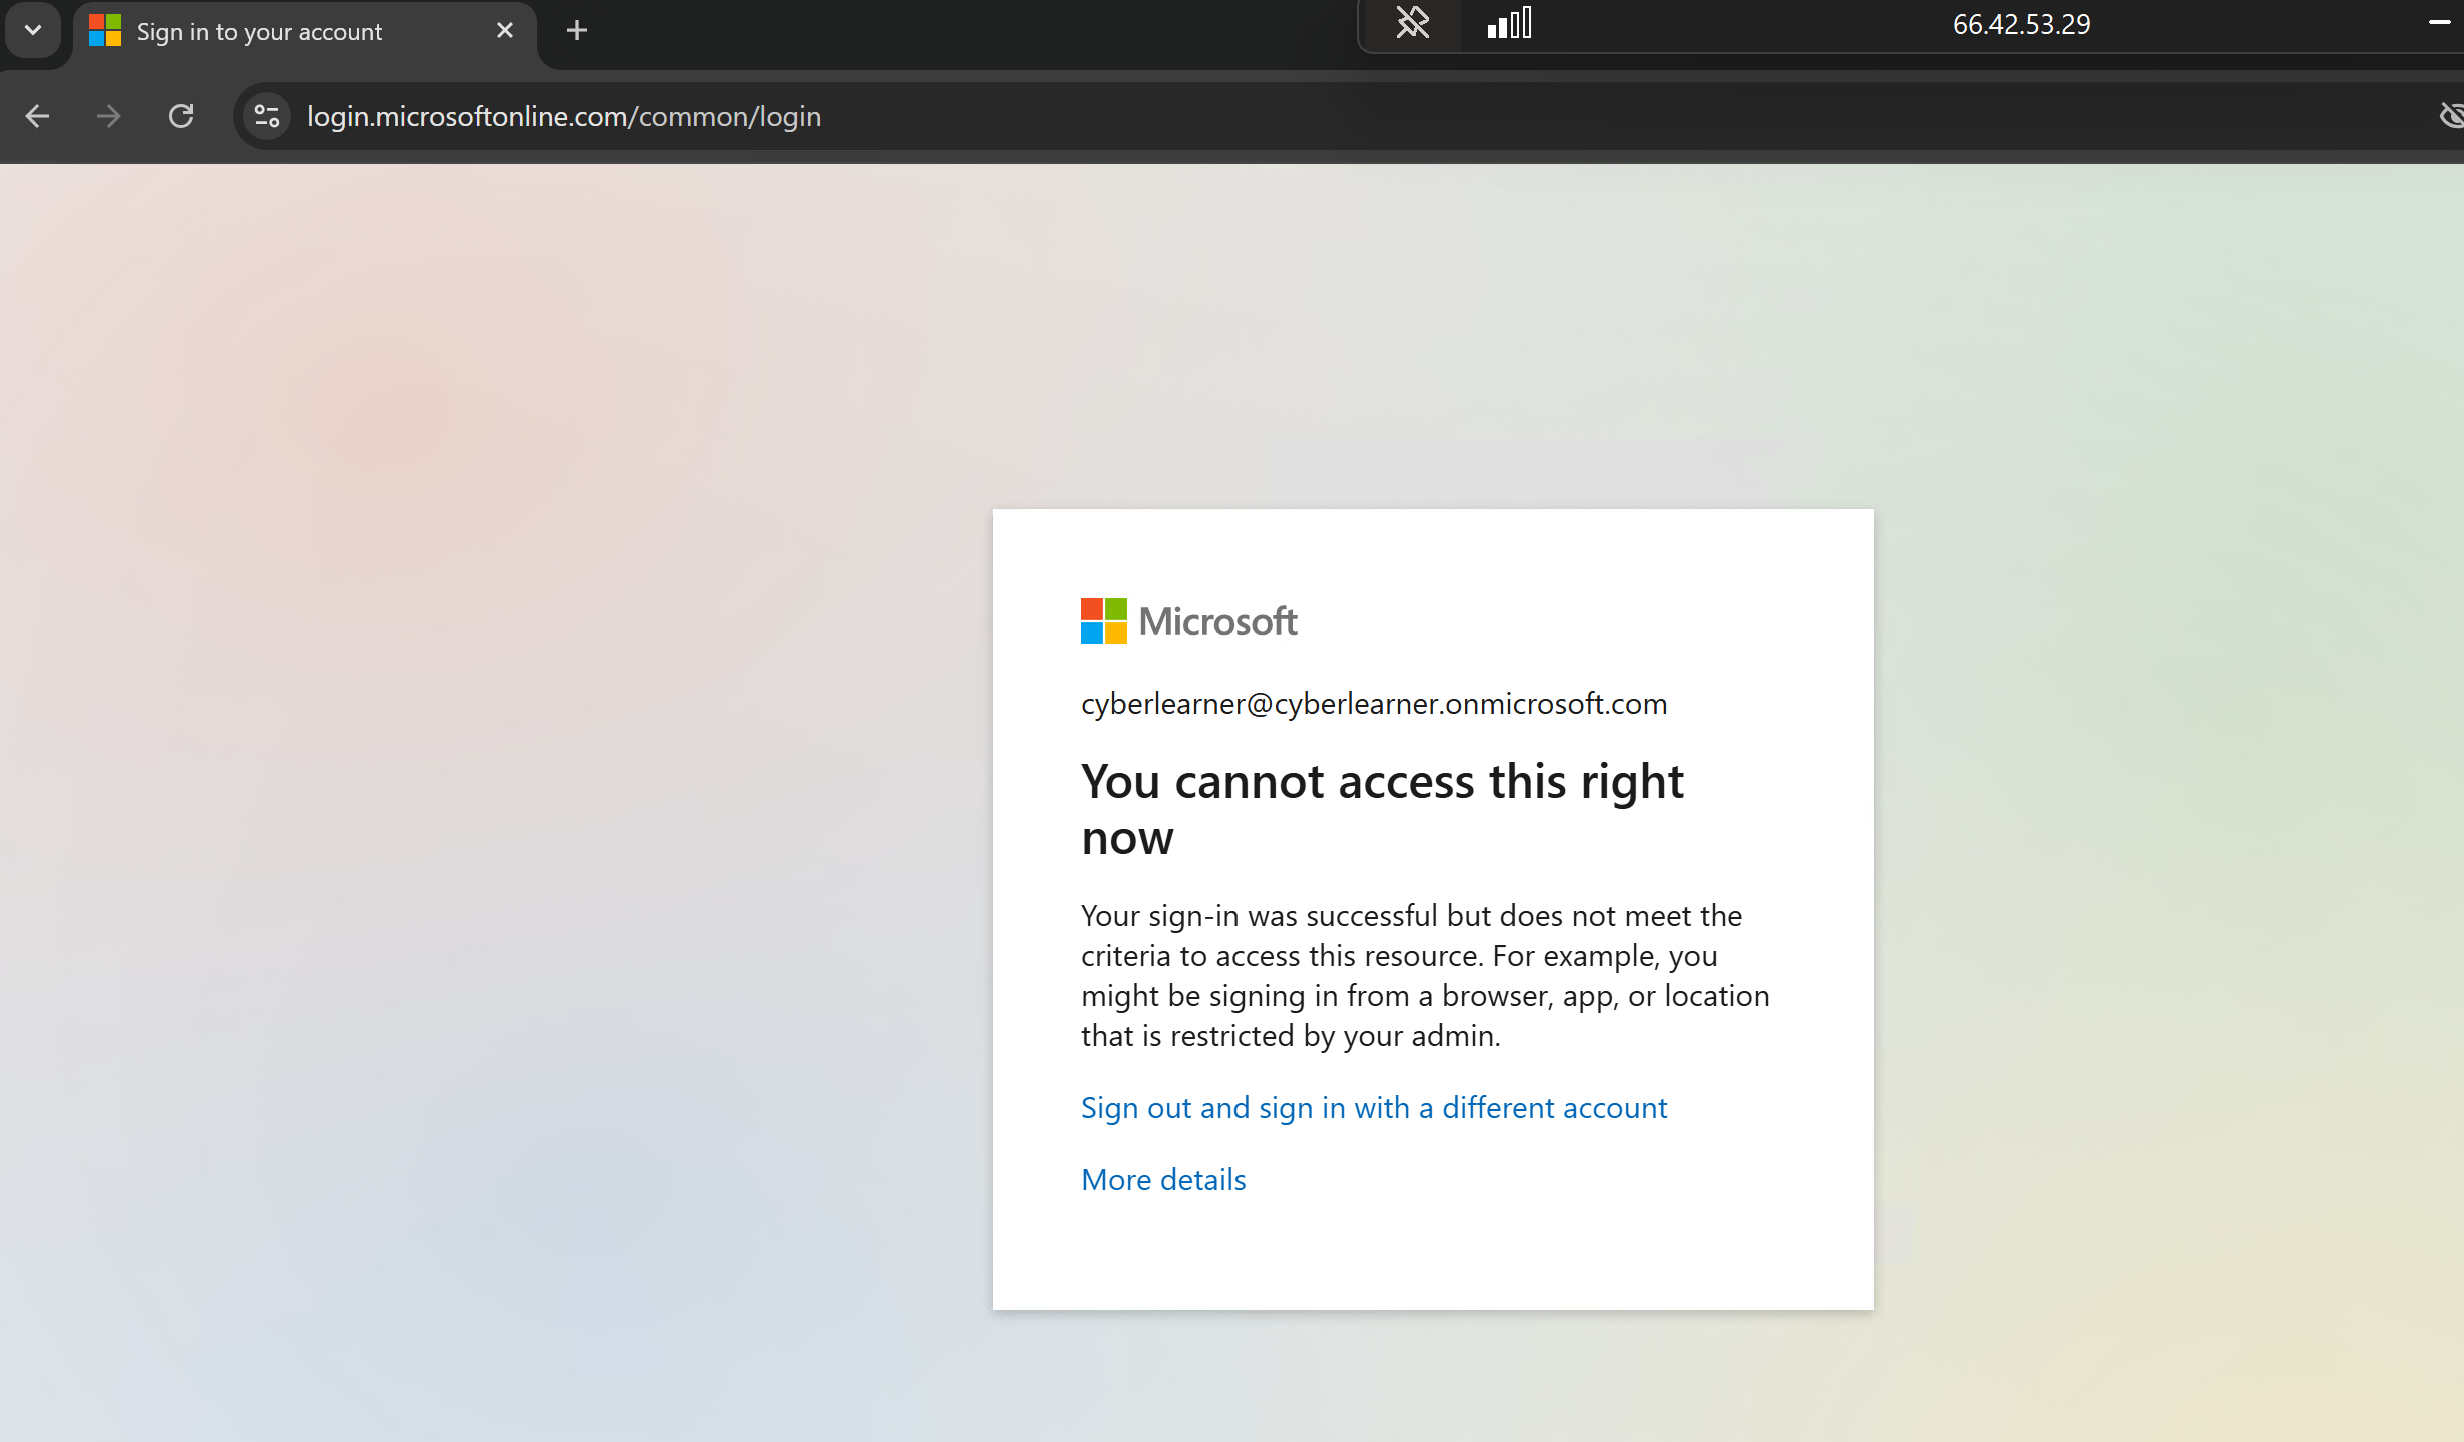 Sign in to your account
66.42.53.29
login.microsoftonline.com/common/login
Microsoft
cyberlearner@cyberlearner.onmicrosoft.com
You cannot access this right
now
Your sign-in was successful but does not meet the
criteria to access this resource. For example, you
might be signing in from a browser, app, or location
that is restricted by your admin.
Sign out and sign in with a different account
More details